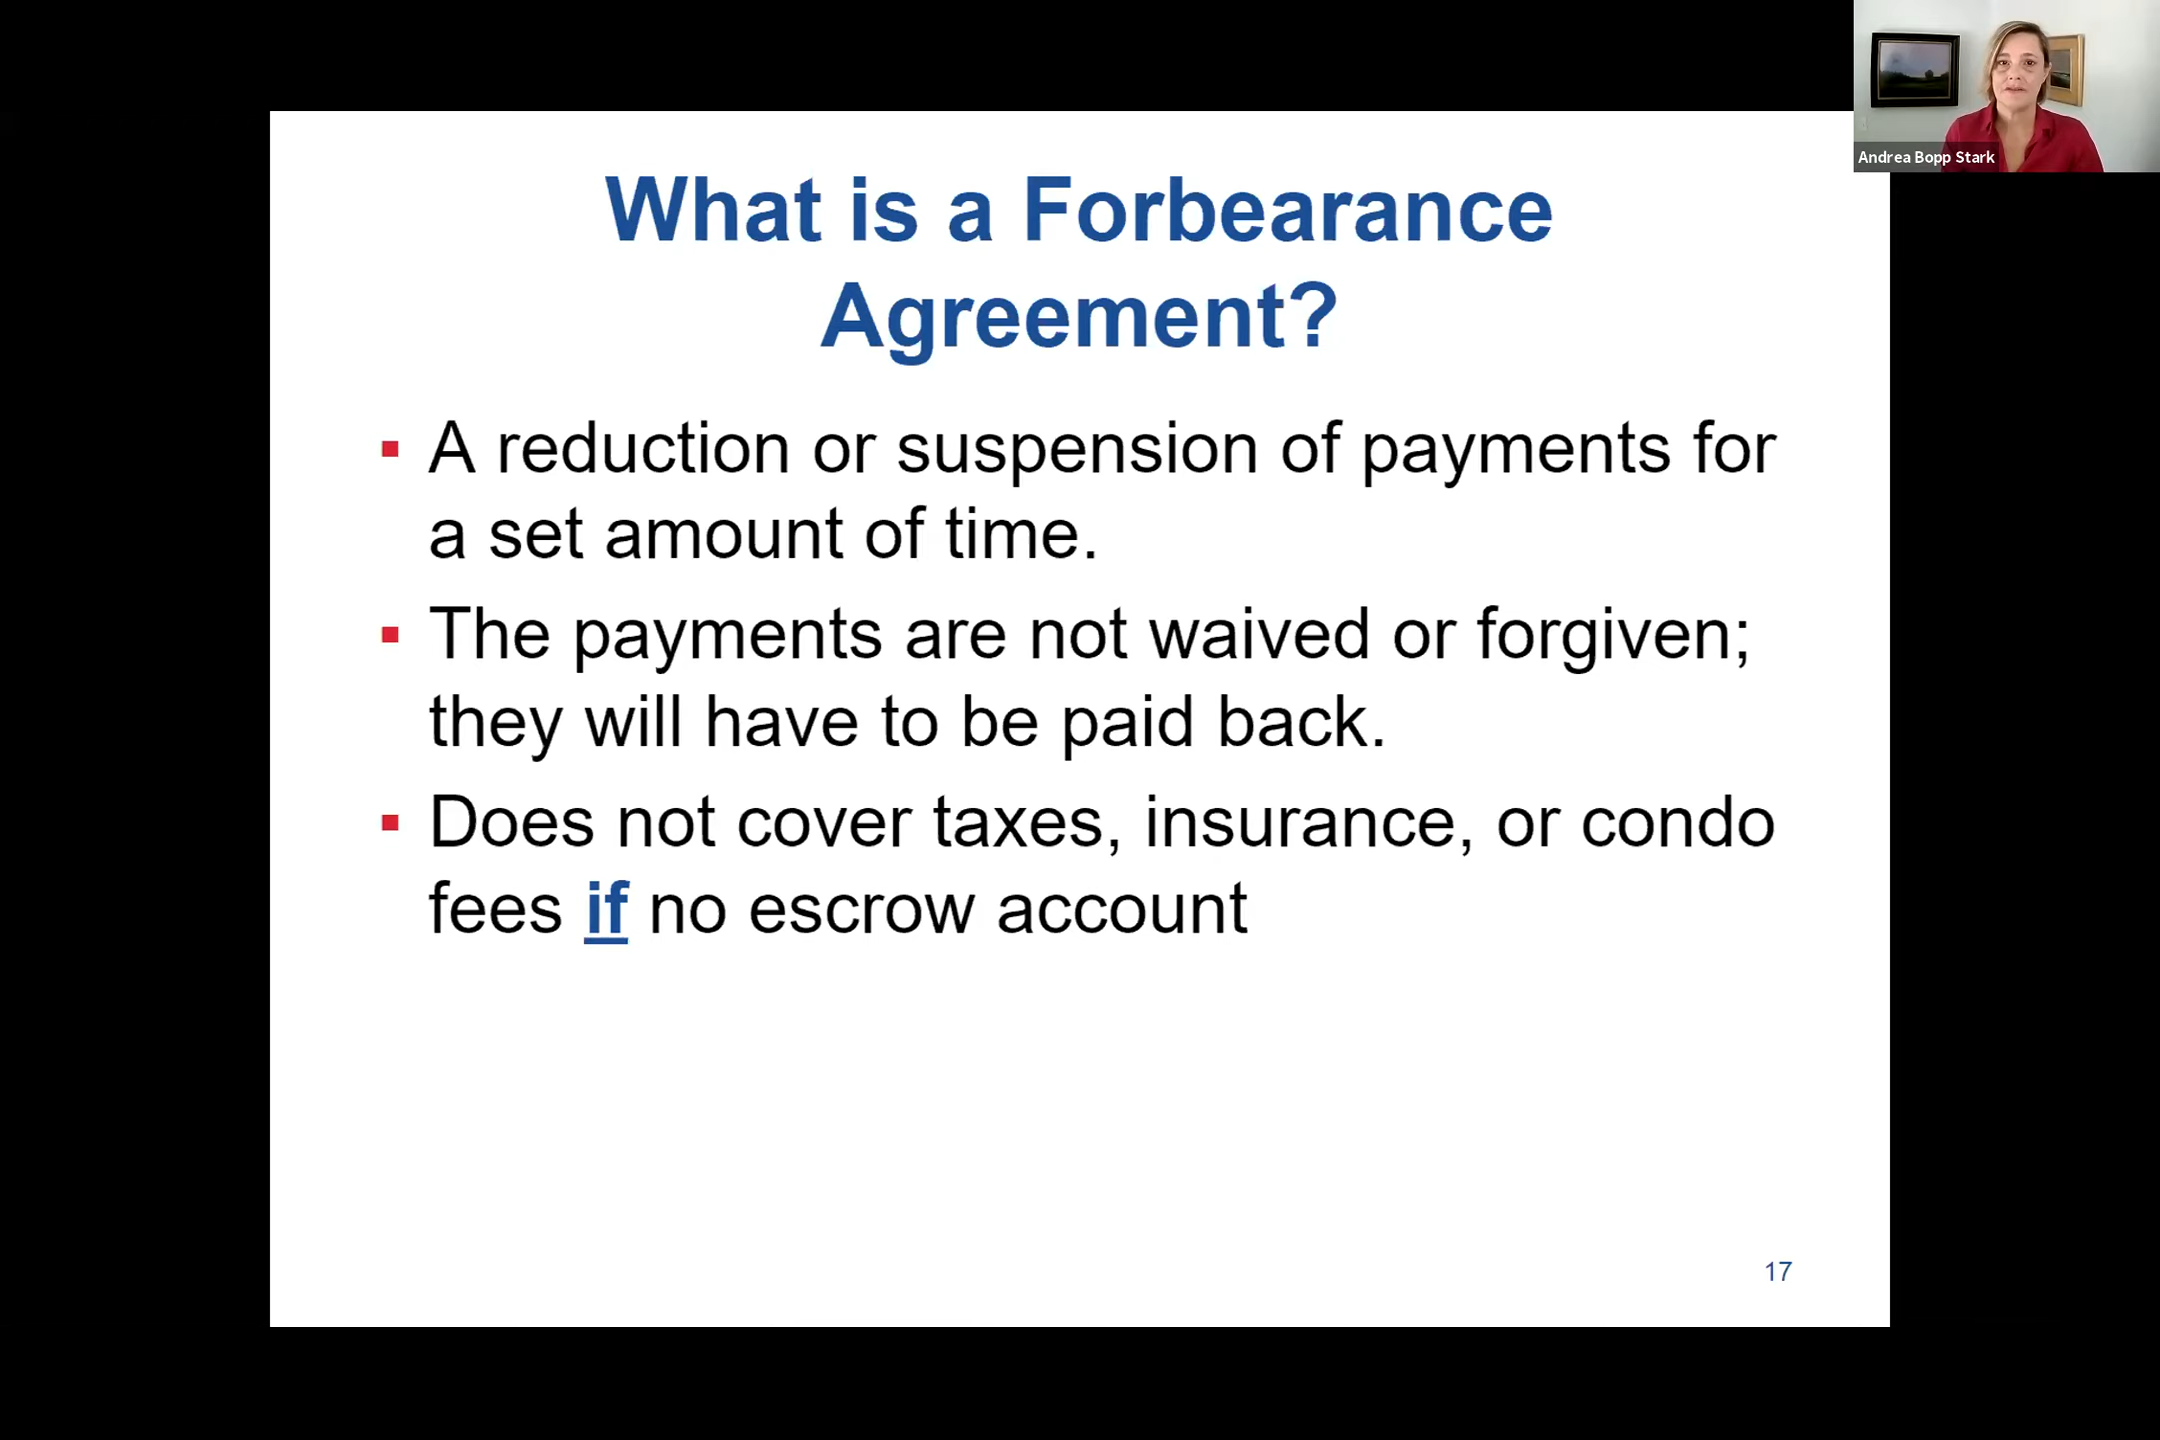 Andrea Bopp Stark
What is a Forbearance
Agreement?
▪ A reduction or suspension of payments for
a set amount of time.
▪ The payments are not waived or forgiven;
they will have to be paid back.
▪ Does not cover taxes, insurance, or condo
fees if no escrow account
17